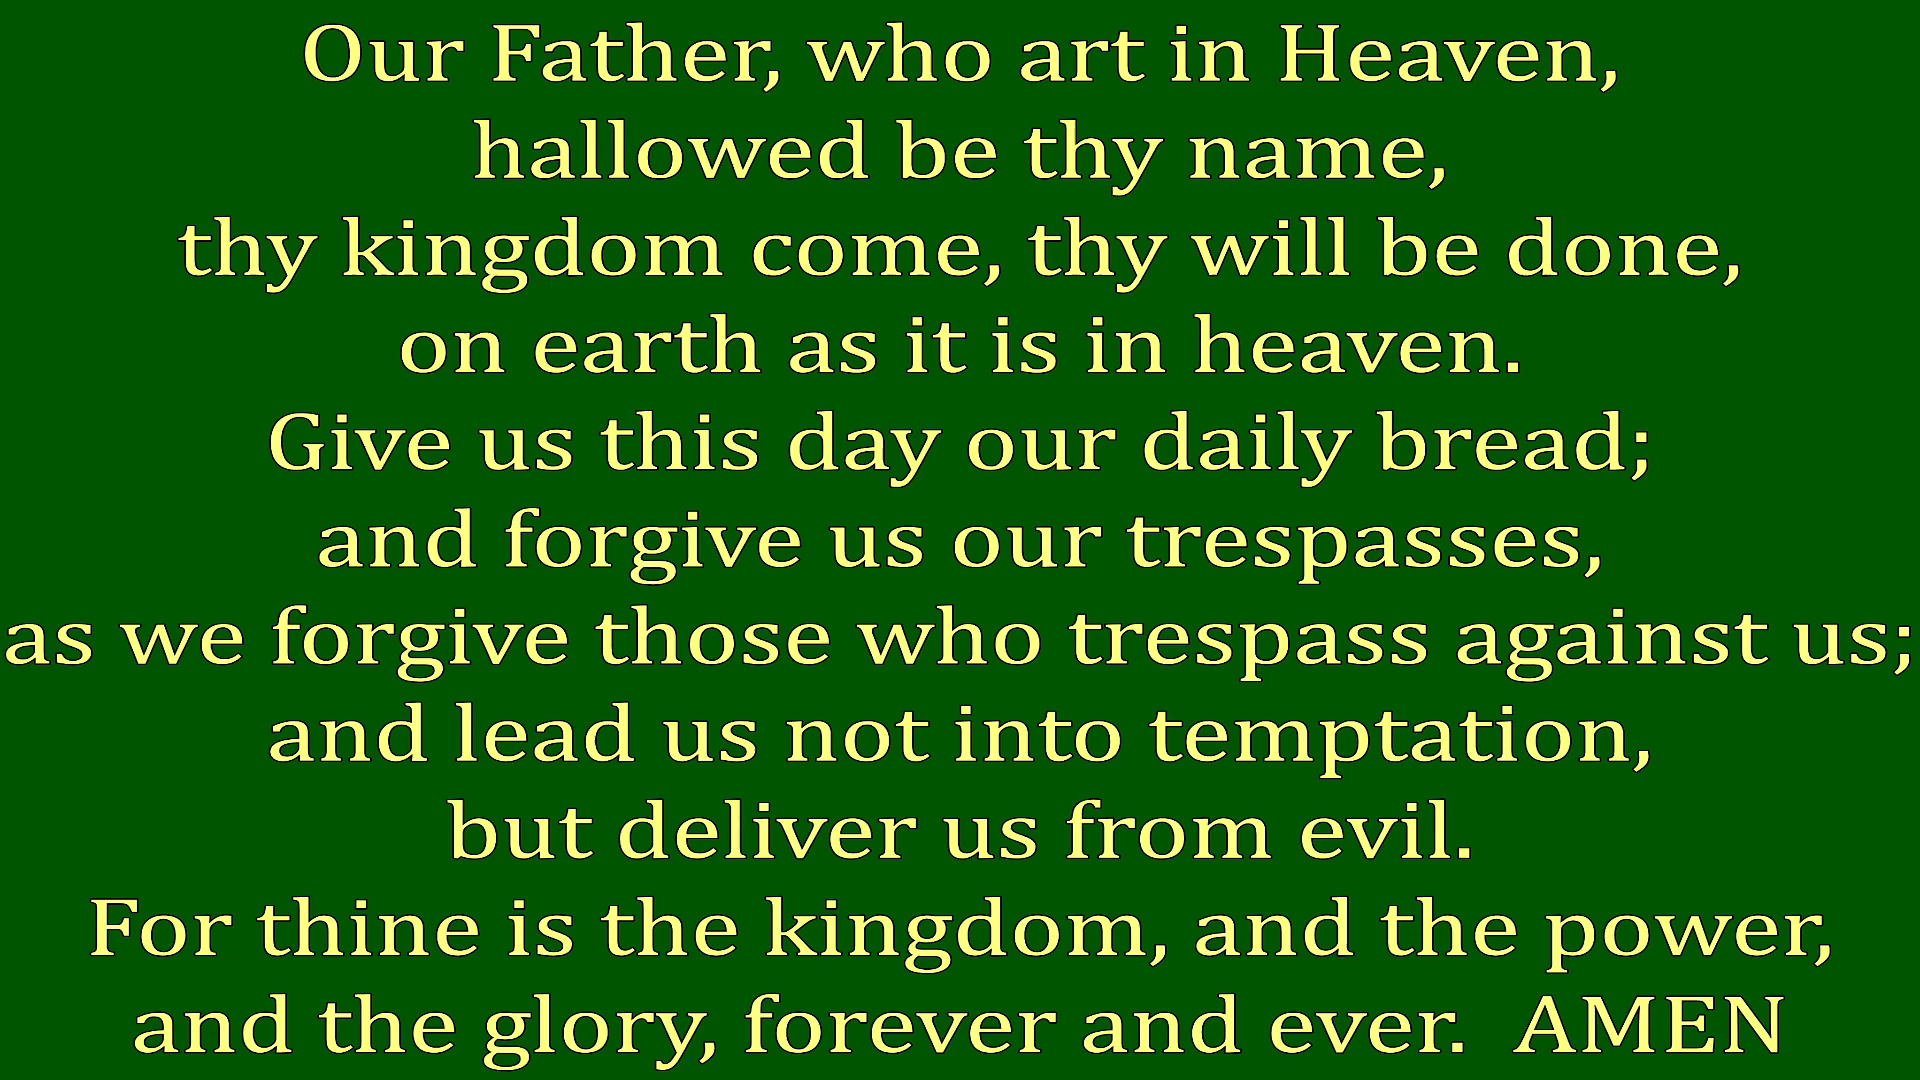 Our Father, who art in Heaven,
hallowed be thy name,
thy kingdom come, thy will be done,
on earth as it is in heaven.
Give us this day our daily bread;
and forgive us our trespasses,
as we forgive those who trespass against us;
and lead us not into temptation,
but deliver us from evil.
For thine is the kingdom, and the power,
and the glory, forever and ever.  AMEN